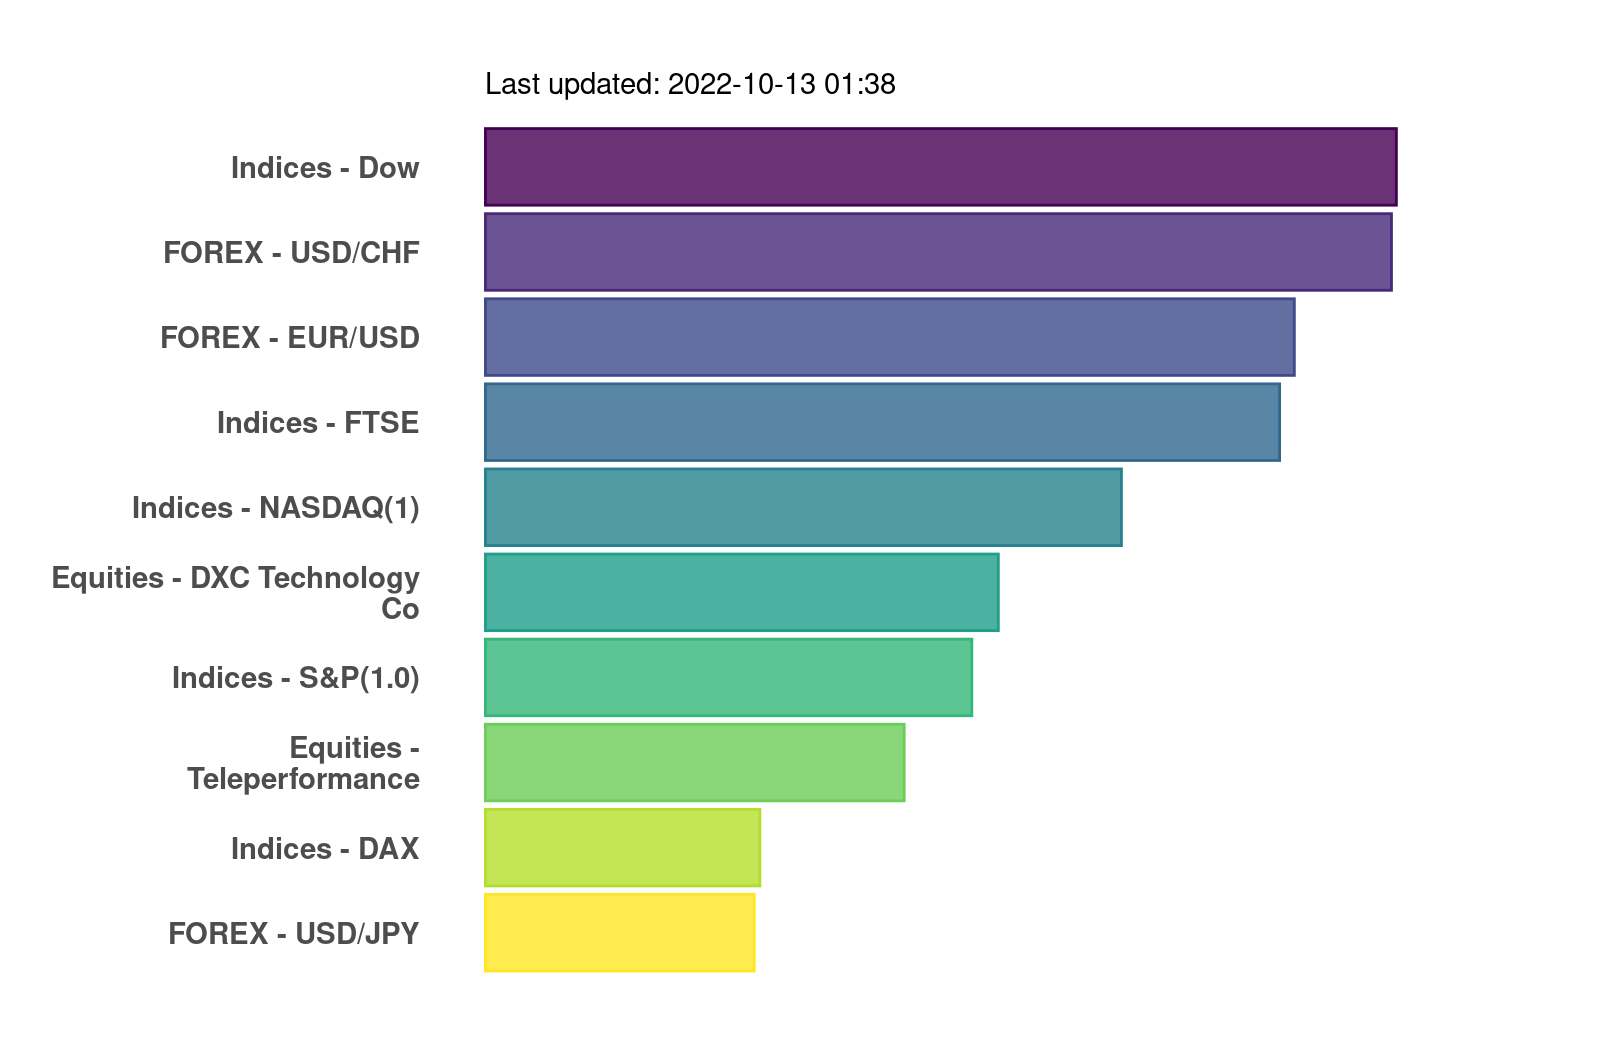 Last updated: 2022-10-13 01:38
Indices - Dow
FOREX - USD/CHF
FOREX - EUR/USD
Indices - FTSE
Indices - NASDAQ(1)
Equities - DXC Technology
Co
Indices - S&P(1.0)
Equities -
Teleperformance
Indices - DAX
FOREX - USD/JPY